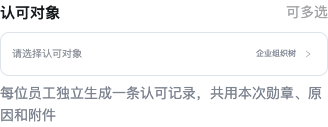 认可对象 可多选
请选择认可对象 企业组织树
每位员工独立生成一条认可记录，共用本次勋章、原
因和附件